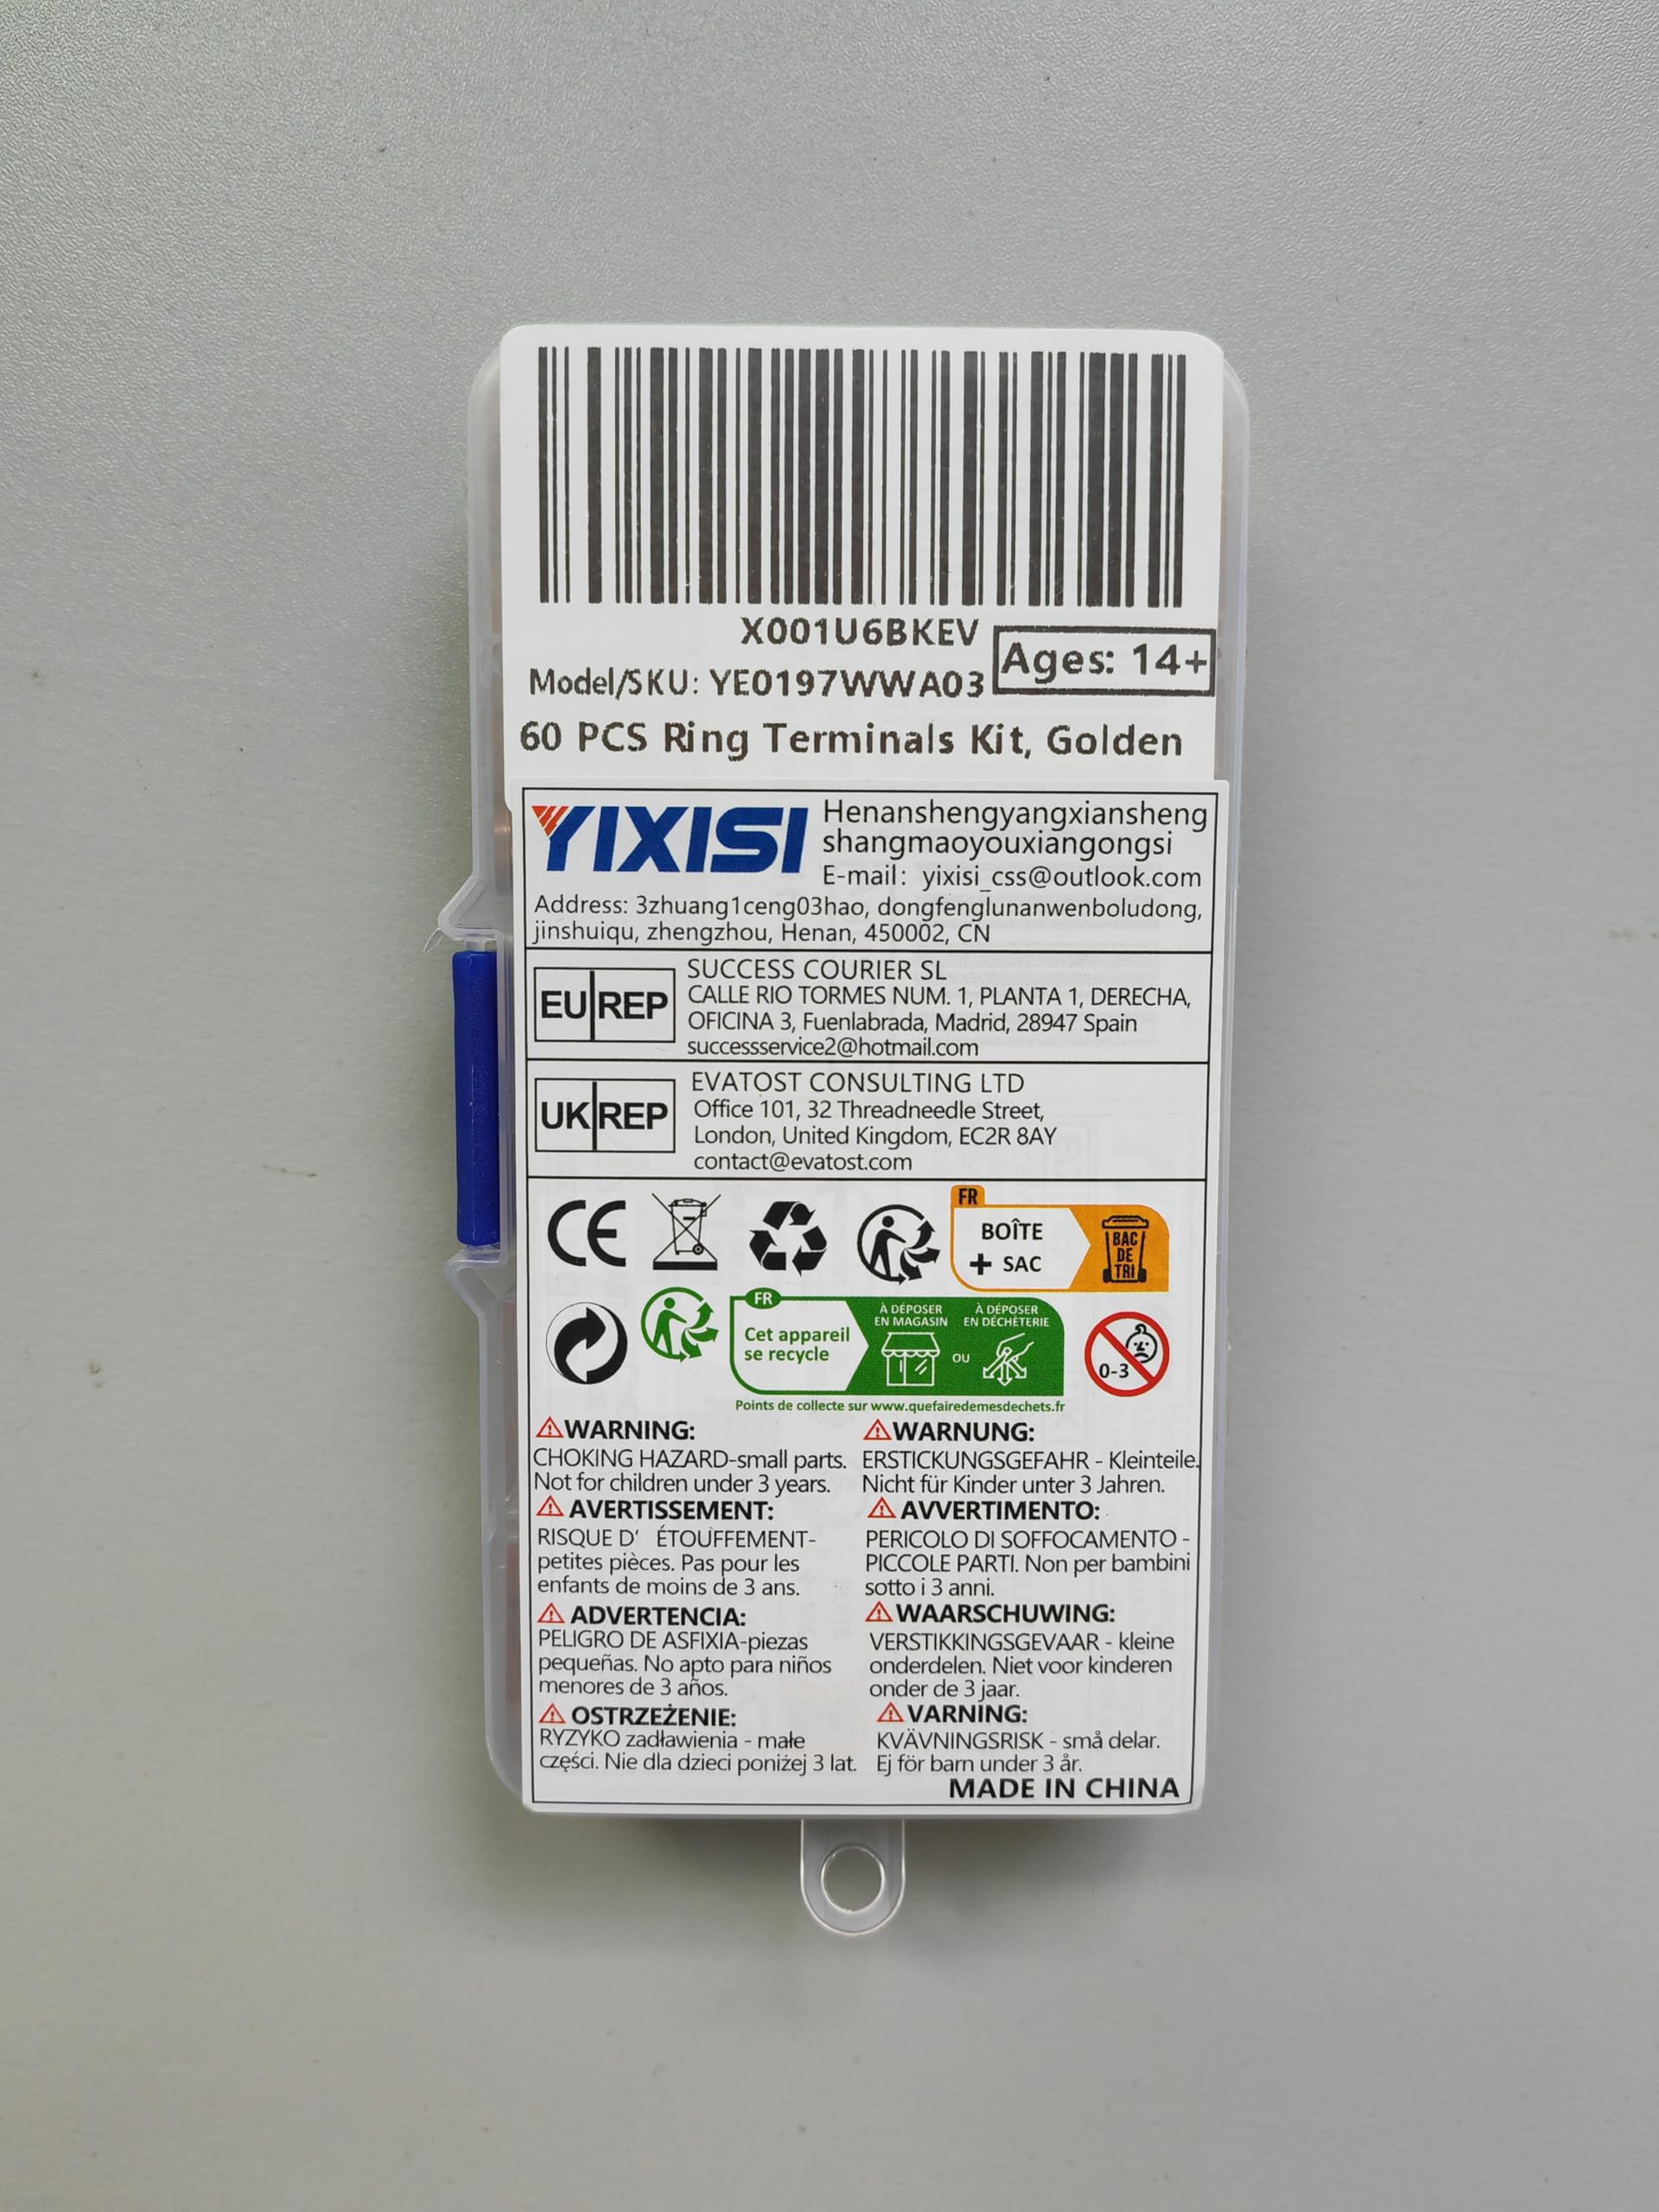 X001U6BKEV
Ages: 14+
Model/SKU: YE0197WWA03
60 PCS Ring Terminals Kit, Golden
YIXISI
Henanshengyangxiansheng
shangmaoyouxiangongsi
E-mail: yixisi_css@outlook.com
Address: 3zhuang1ceng03hao, dongfenglunanwenboludong,
jinshuiqu, zhengzhou, Henan, 450002, CN
EU REP
SUCCESS COURIER SL
CALLE RIO TORMES NUM. 1, PLANTA 1, DERECHA,
OFICINA 3, Fuenlabrada, Madrid, 28947 Spain
successservice2@hotmail.com
UK REP
EVATOST CONSULTING LTD
Office 101, 32 Threadneedle Street,
London, United Kingdom, EC2R 8AY
contact@evatost.com
CE
FR
BOÎTE
+ SAC
BAC
DE
TRI
FR
Cet appareil
se recycle
À DÉPOSER
EN MAGASIN
OU
À DÉPOSER
EN DÉCHÈTERIE
0-3
Points de collecte sur www.quefairedemesdechets.fr
WARNING:
CHOKING HAZARD-small parts.
Not for children under 3 years.
WARNUNG:
ERSTICKUNGSGEFAHR - Kleinteile.
Nicht für Kinder unter 3 Jahren.
AVERTISSEMENT:
RISQUE D' ÉTOUFFEMENT-
petites pièces. Pas pour les
enfants de moins de 3 ans.
AVVERTIMENTO:
PERICOLO DI SOFFOCAMENTO -
PICCOLE PARTI. Non per bambini
sotto i 3 anni.
ADVERTENCIA:
PELIGRO DE ASFIXIA-piezas
pequeñas. No apto para niños
menores de 3 años.
WAARSCHUWING:
VERSTIKKINGSGEVAAR - kleine
onderdelen. Niet voor kinderen
onder de 3 jaar.
OSTRZEŻENIE:
RYZYKO zadławienia - małe
części. Nie dla dzieci poniżej 3 lat.
VARNING:
KVÄVNINGSRISK - små delar.
Ej för barn under 3 år.
MADE IN CHINA